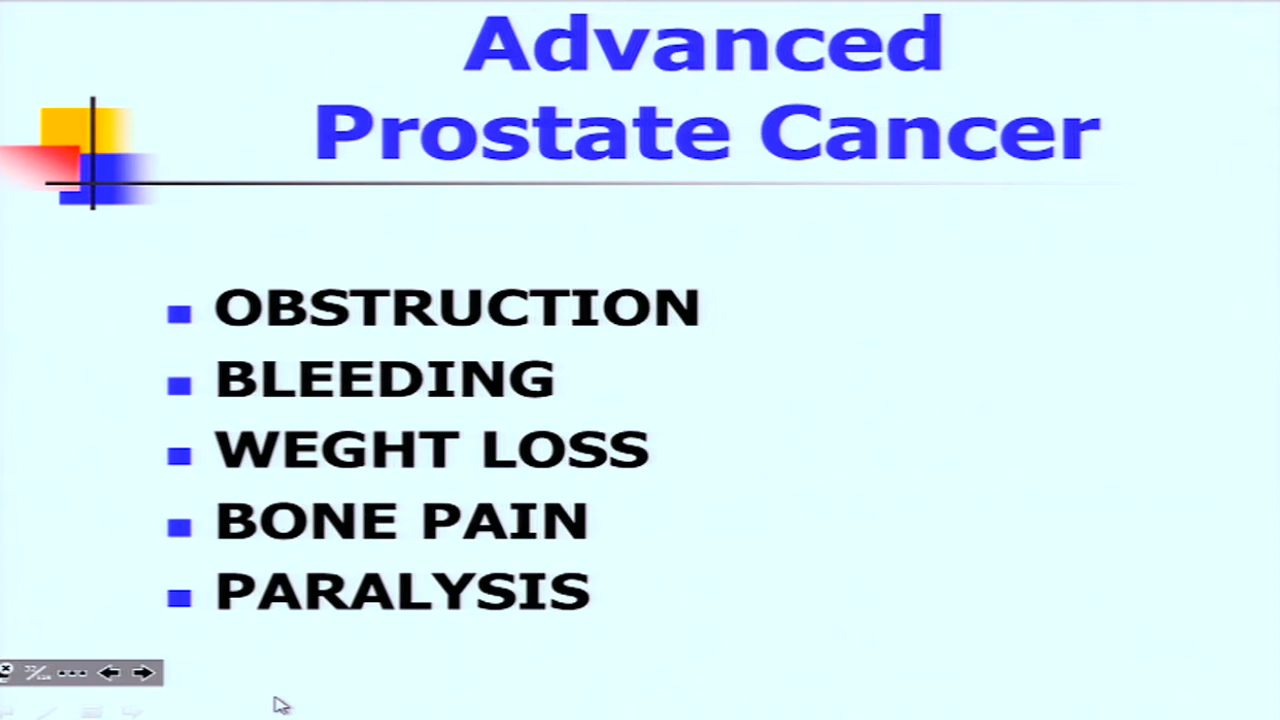 Advanced
Prostate Cancer
OBSTRUCTION
BLEEDING
WEGHT LOSS
BONE PAIN
PARALYSIS